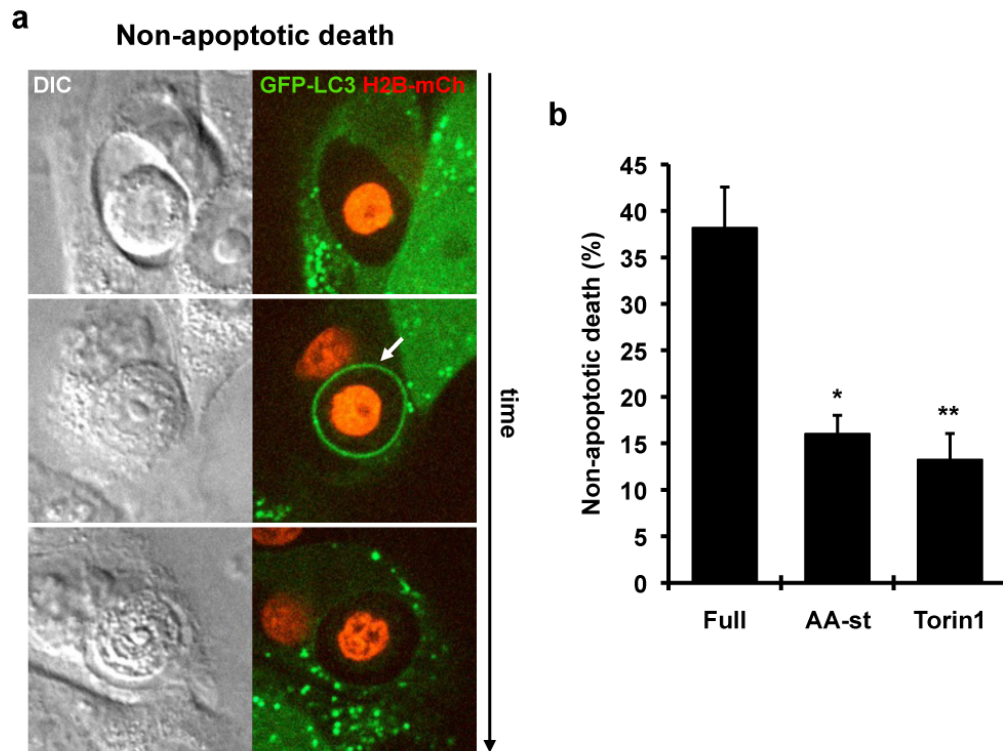 a
Non-apoptotic death
DIC
GFP-LC3 H2B-mCh
time
b
Non-apoptotic death (%)
45
40
35
30
25
20
15
10
5
0
*
**
Full AA-st Torin1